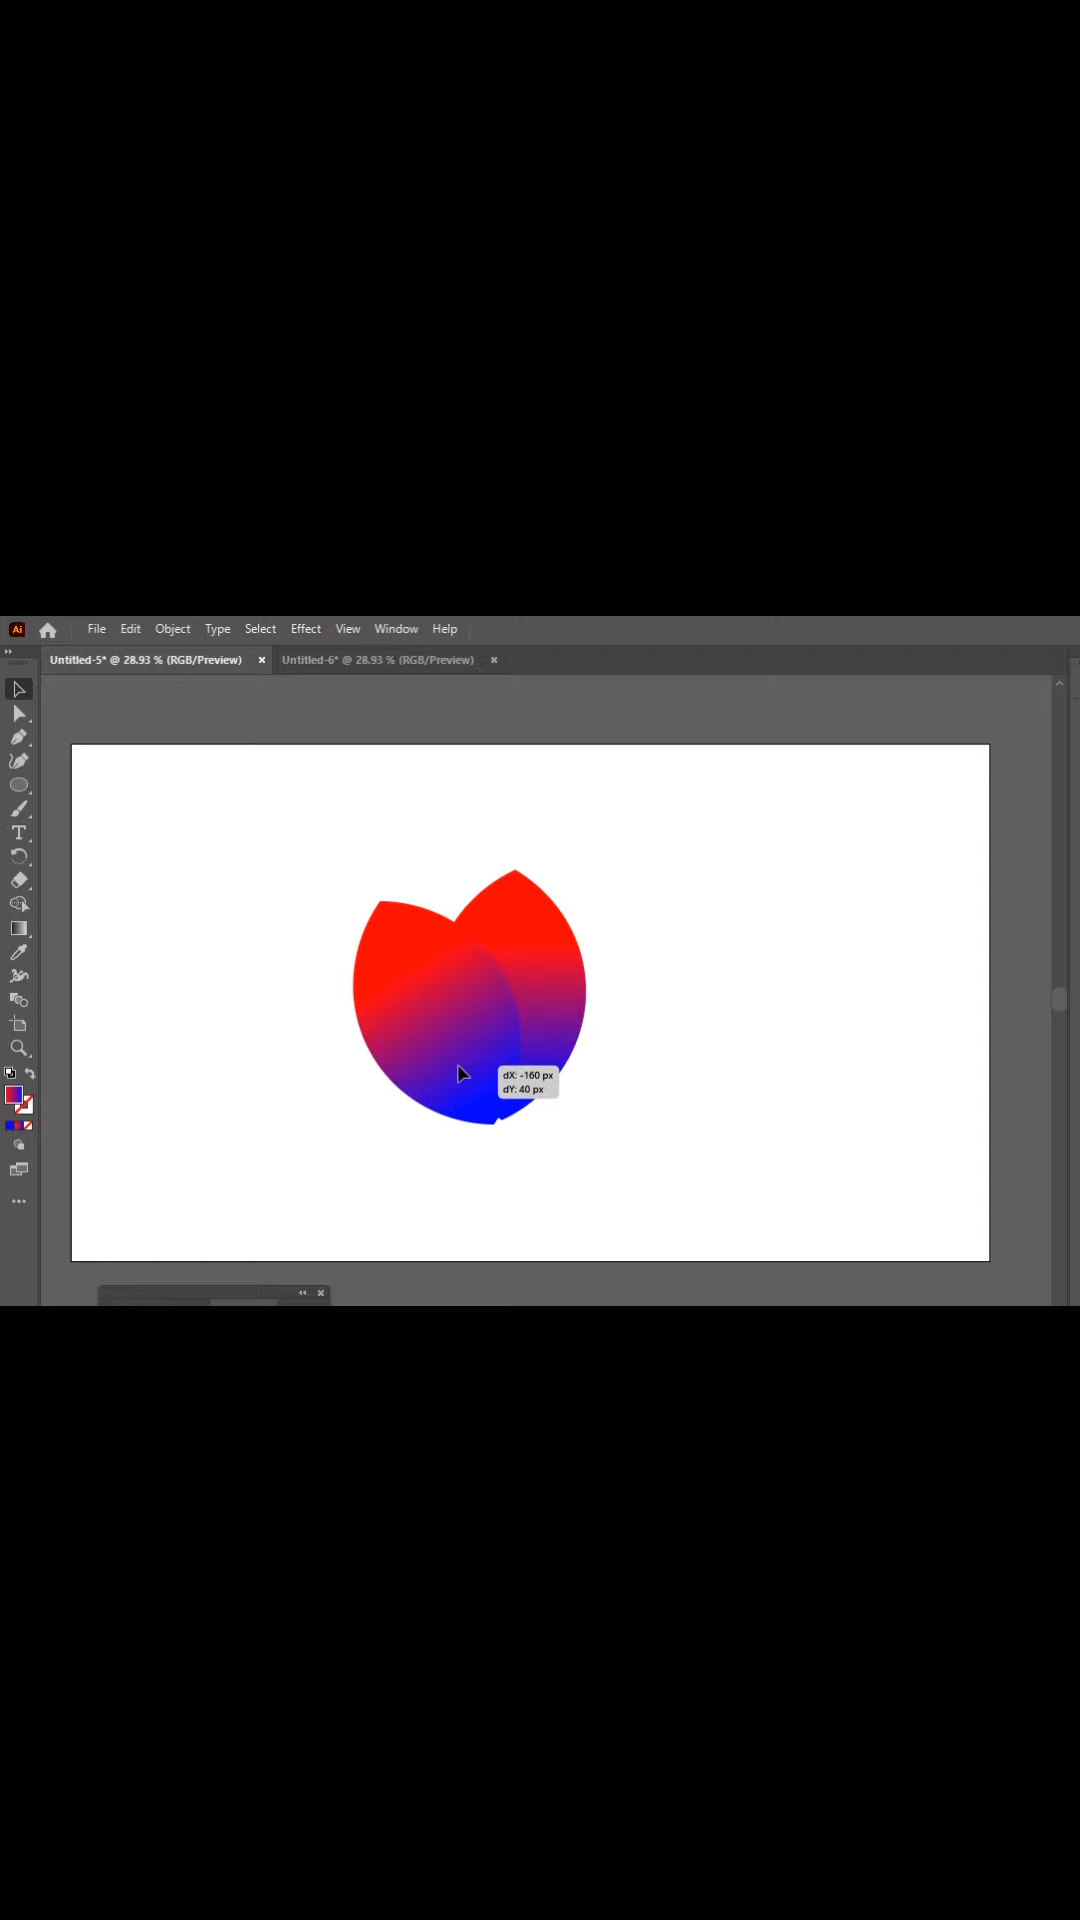 Ai File Edit Object Type Select Effect View Window Help
Untitled-5* @ 28.93 % (RGB/Preview) Untitled-6* @ 28.93 % (RGB/Preview)
dX: -160 px
dY: 40 px